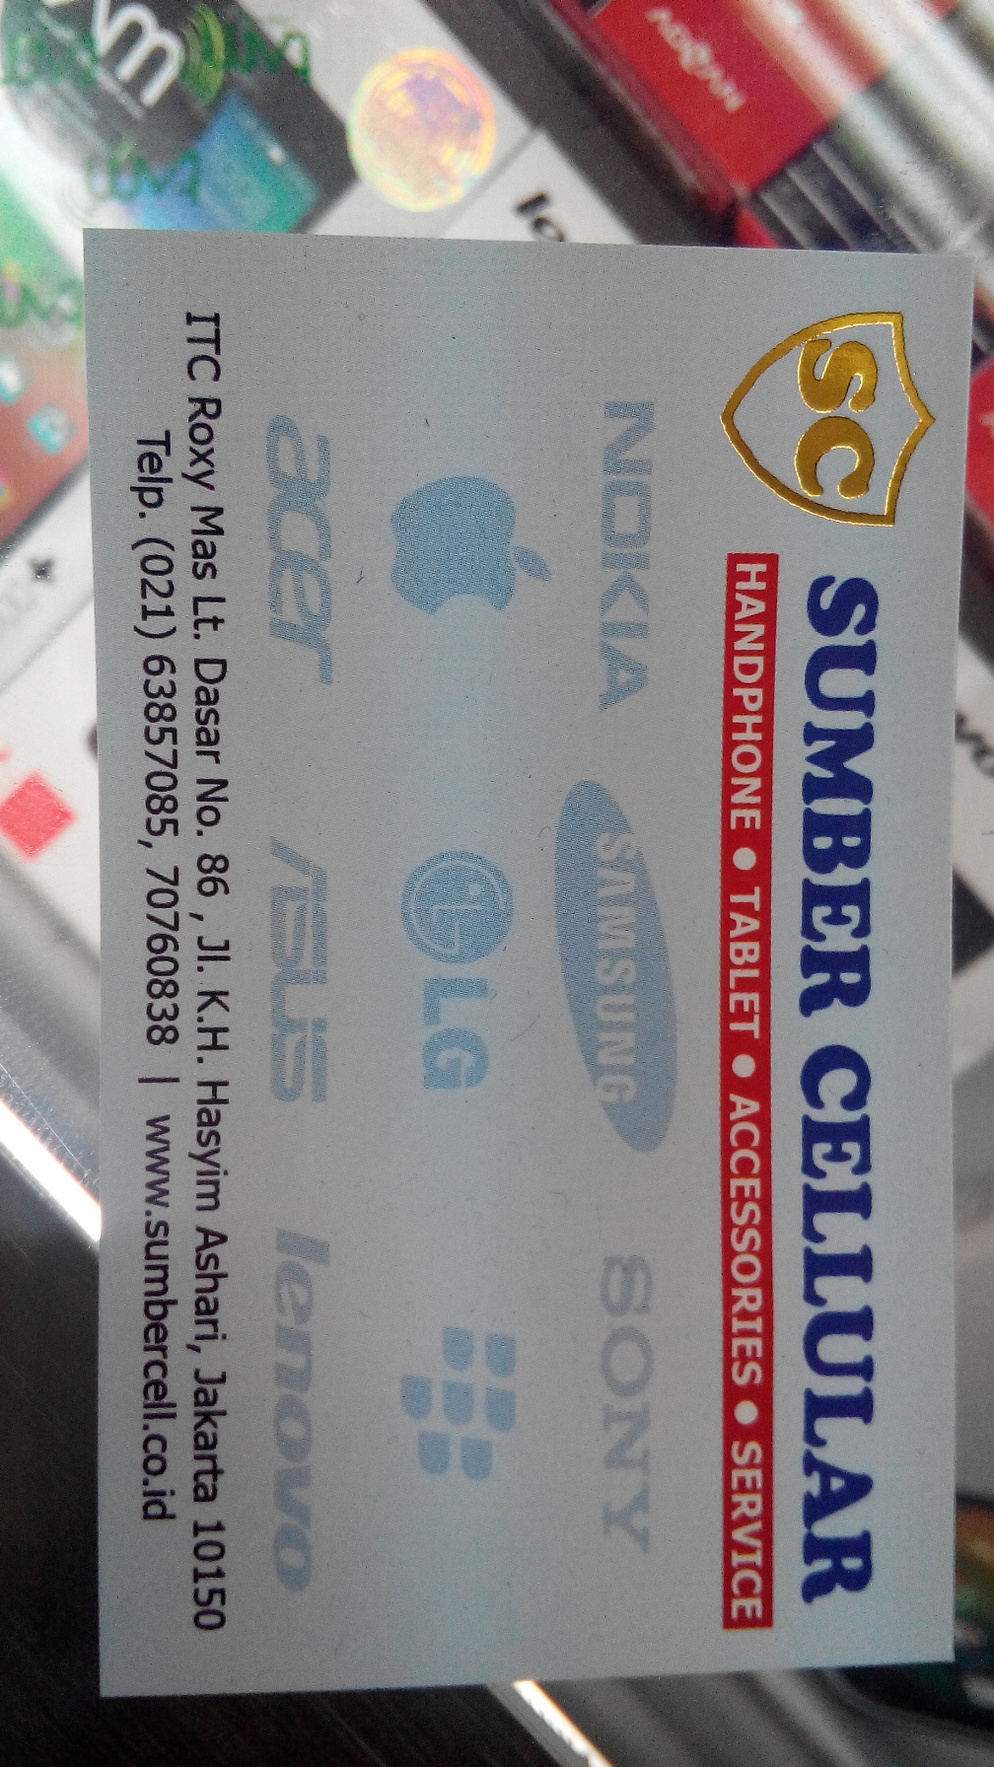 SC
SUMBER CELLULAR
HANDPHONE • TABLET • ACCESSORIES • SERVICE
NOKIA SAMSUNG SONY
LG
acer ASUS lenovo
ITC Roxy Mas Lt. Dasar No. 86 , Jl. K.H. Hasyim Ashari, Jakarta 10150
Telp. (021) 63857085, 70760838 | www.sumbercell.co.id
ADVAN